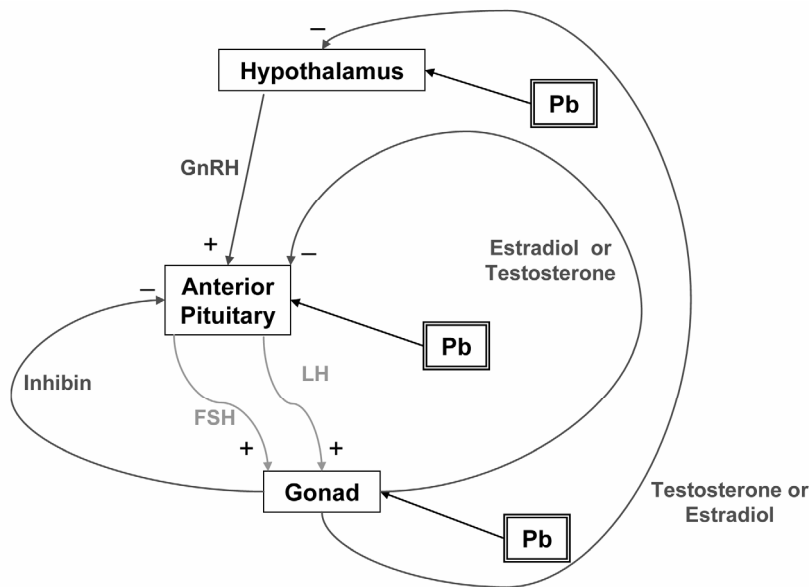 −
Hypothalamus
Pb
GnRH
+
−
Estradiol or
Testosterone
−
Anterior
Pituitary
Pb
Inhibin
LH
FSH
+
+
Gonad
Testosterone or
Estradiol
Pb